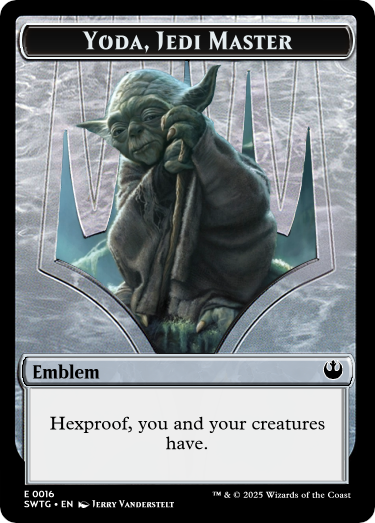 Yoda, Jedi Master
Emblem
Hexproof, you and your creatures
have.
E 0016
SWTG • EN Jerry Vanderstelt
™ & © 2025 Wizards of the Coast